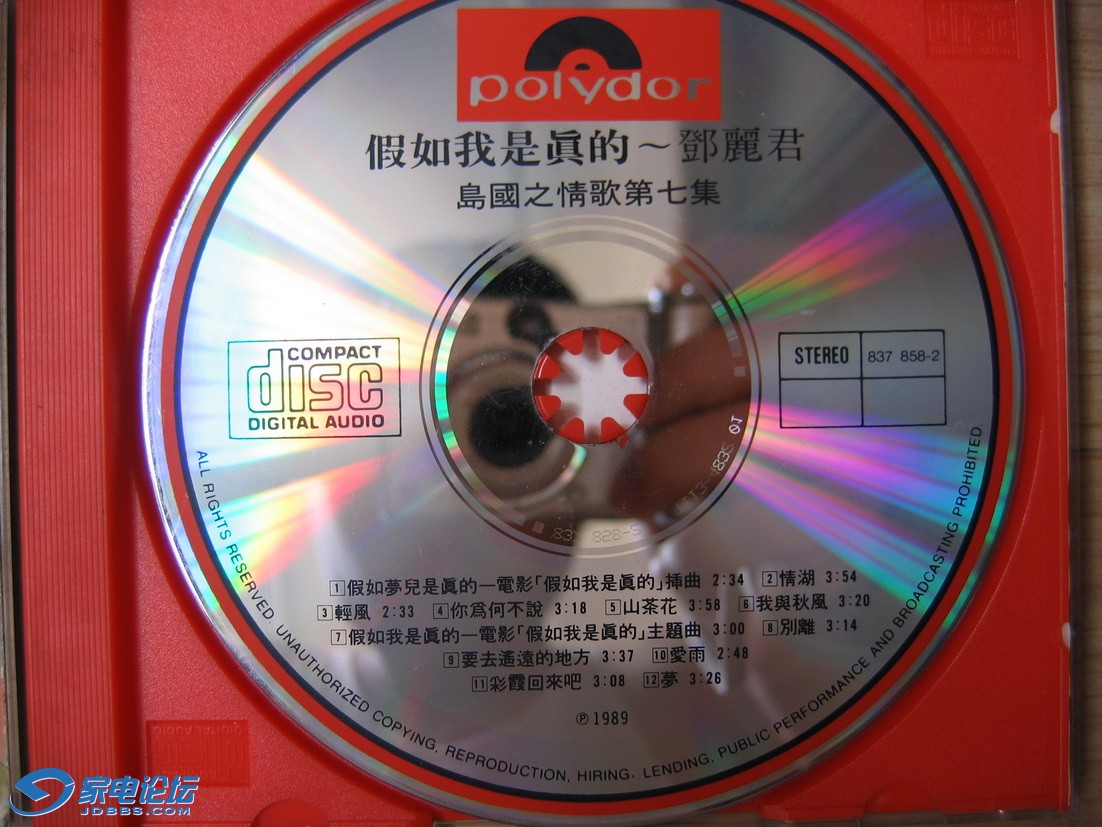 polydor
假如我是眞的～鄧麗君
島國之情歌第七集
COMPACT
disc
DIGITAL AUDIO
STEREO 837 858-2
1 假如夢兒是眞的—電影「假如我是眞的」揷曲 2:34 2 情湖 3:54
3 輕風 2:33 4 你爲何不說 3:18 5 山茶花 3:58 6 我與秋風 3:20
7 假如我是眞的—電影「假如我是眞的」主題曲 3:00 8 別離 3:14
9 要去遙遠的地方 3:37 10 愛雨 2:48
11 彩霞回來吧 3:08 12 夢 3:26
℗1989
ALL RIGHTS RESERVED. UNAUTHORIZED COPYING, REPRODUCTION, HIRING. LENDING, PUBLIC PERFORMANCE AND BROADCASTING PROHIBITED
家电论坛
JDBBS.COM